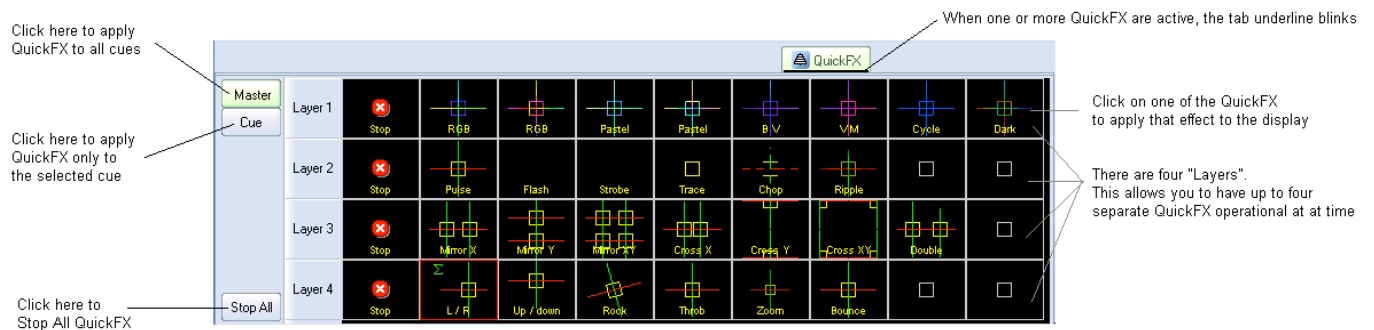 When one or more QuickFX are active, the tab underline blinks
Click here to apply
QuickFX to all cues
QuickFX
Master
Cue
Layer 1
Stop
RGB
RGB
Pastel
Pastel
B V
V M
Cycle
Dark
Click on one of the QuickFX
to apply that effect to the display
Click here to apply
QuickFX only to
the selected cue
Layer 2
Stop
Pulse
Flash
Strobe
Trace
Chop
Ripple
There are four "Layers".
This allows you to have up to four
separate QuickFX operational at at time
Layer 3
Stop
Mirror X
Mirror Y
Mirror XY
Cross X
Cross Y
Cross XY
Double
Layer 4
Stop
Σ
L / R
Up / down
Rock
Throb
Zoom
Bounce
Click here to
Stop All QuickFX
Stop All